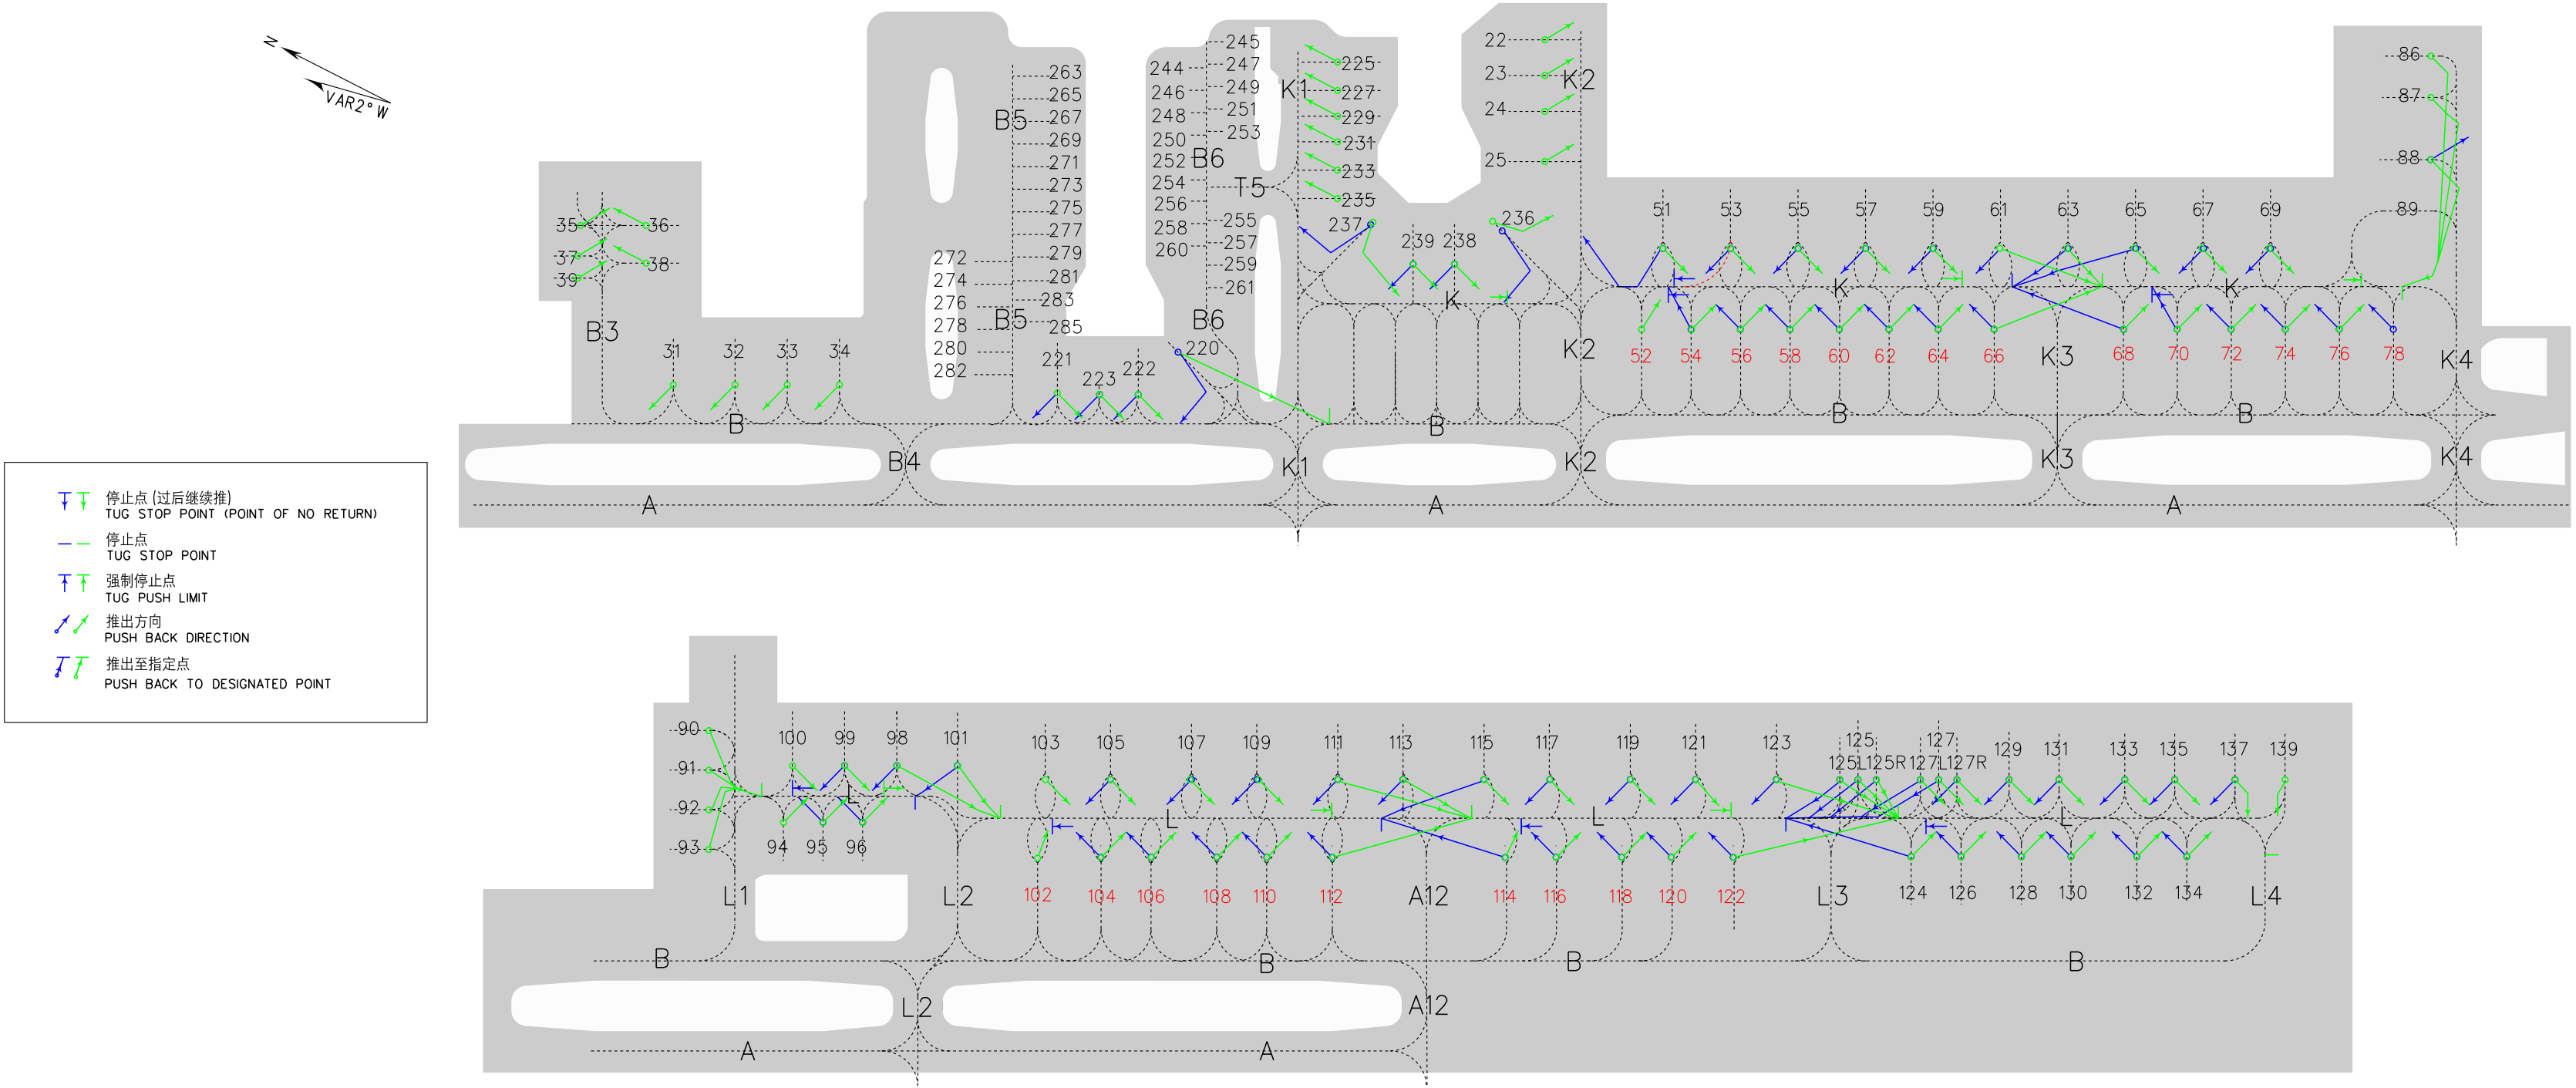 N
VAR2°W
停止点 (过后继续推)
TUG STOP POINT (POINT OF NO RETURN)
停止点
TUG STOP POINT
强制停止点
TUG PUSH LIMIT
推出方向
PUSH BACK DIRECTION
推出至指定点
PUSH BACK TO DESIGNATED POINT
35
36
37
38
39
B3
31
32
33
34
B
B4
A
B5
263
265
267
269
271
273
275
277
279
281
283
285
B5
272
274
276
278
280
282
221
223
222
220
244
246
248
250
252
254
256
258
260
B6
245
247
249
251
253
255
257
259
261
B6
T5
K1
225
227
229
231
233
235
237
239
238
236
K
B
K1
A
22
23
24
25
K2
K2
K2
51
53
55
57
59
61
63
65
67
69
K
K
52
54
56
58
60
62
64
66
K3
68
70
72
74
76
78
B
B
K3
A
86
87
88
89
K4
K4
90
91
92
93
L1
100
99
98
101
L
94
95
96
L2
103
105
107
109
111
113
115
117
119
121
123
125
125L
125R
127
127L
127R
129
131
133
135
137
139
L
L
L
102
104
106
108
110
112
A12
114
116
118
120
122
L3
124
126
128
130
132
134
L4
B
B
B
B
L2
A12
A
A